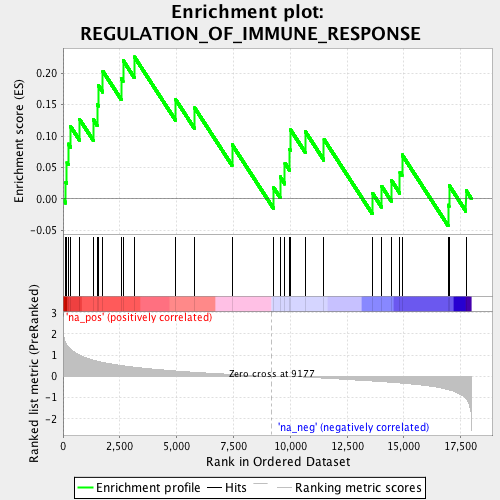 Enrichment plot:
REGULATION_OF_IMMUNE_RESPONSE
Enrichment score (ES)
0.20
0.15
0.10
0.05
0.00
-0.05
'na_pos' (positively correlated)
Ranked list metric (PreRanked)
3
2
1
0
-1
-2
Zero cross at 9177
'na_neg' (negatively correlated)
0 2,500 5,000 7,500 10,000 12,500 15,000 17,500
Rank in Ordered Dataset
Enrichment profile Hits Ranking metric scores